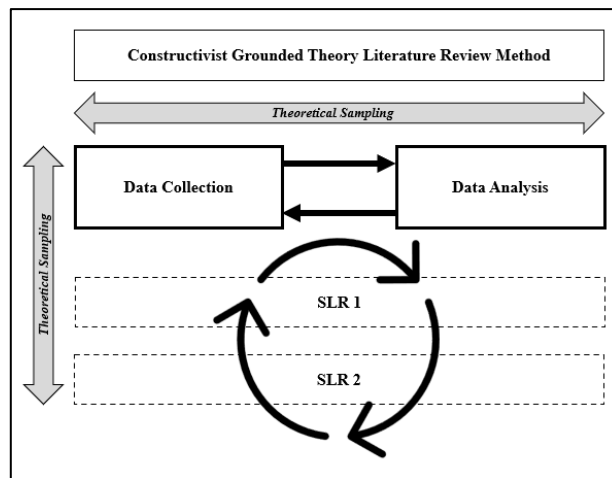 Constructivist Grounded Theory Literature Review Method
Theoretical Sampling
Theoretical Sampling
Data Collection
Data Analysis
SLR 1
SLR 2